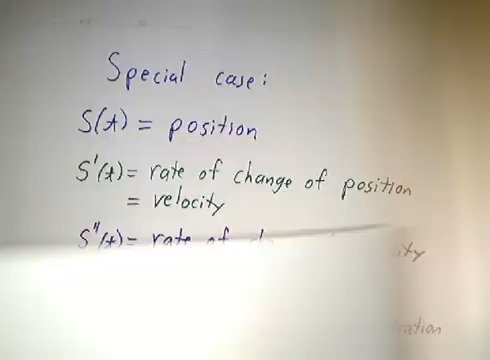 Special case:
S(t) = position
S'(t) = rate of change of position
= velocity
S"(t) = rate of